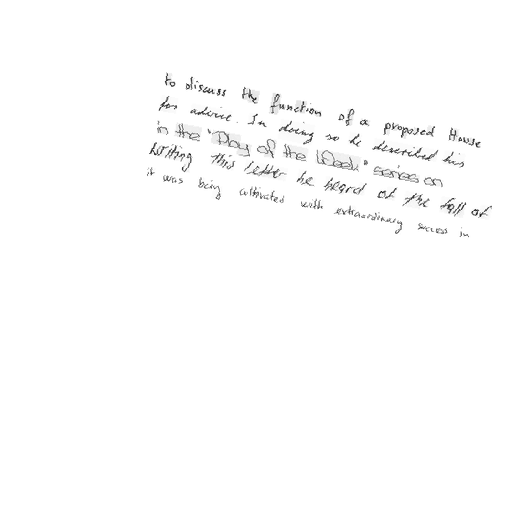 to discuss the function of a proposed House
for advice. In doing so he described his
in the "Play of the Week" series on
Writing this letter he heard of the fall of
it was being cultivated with extraordinary success in